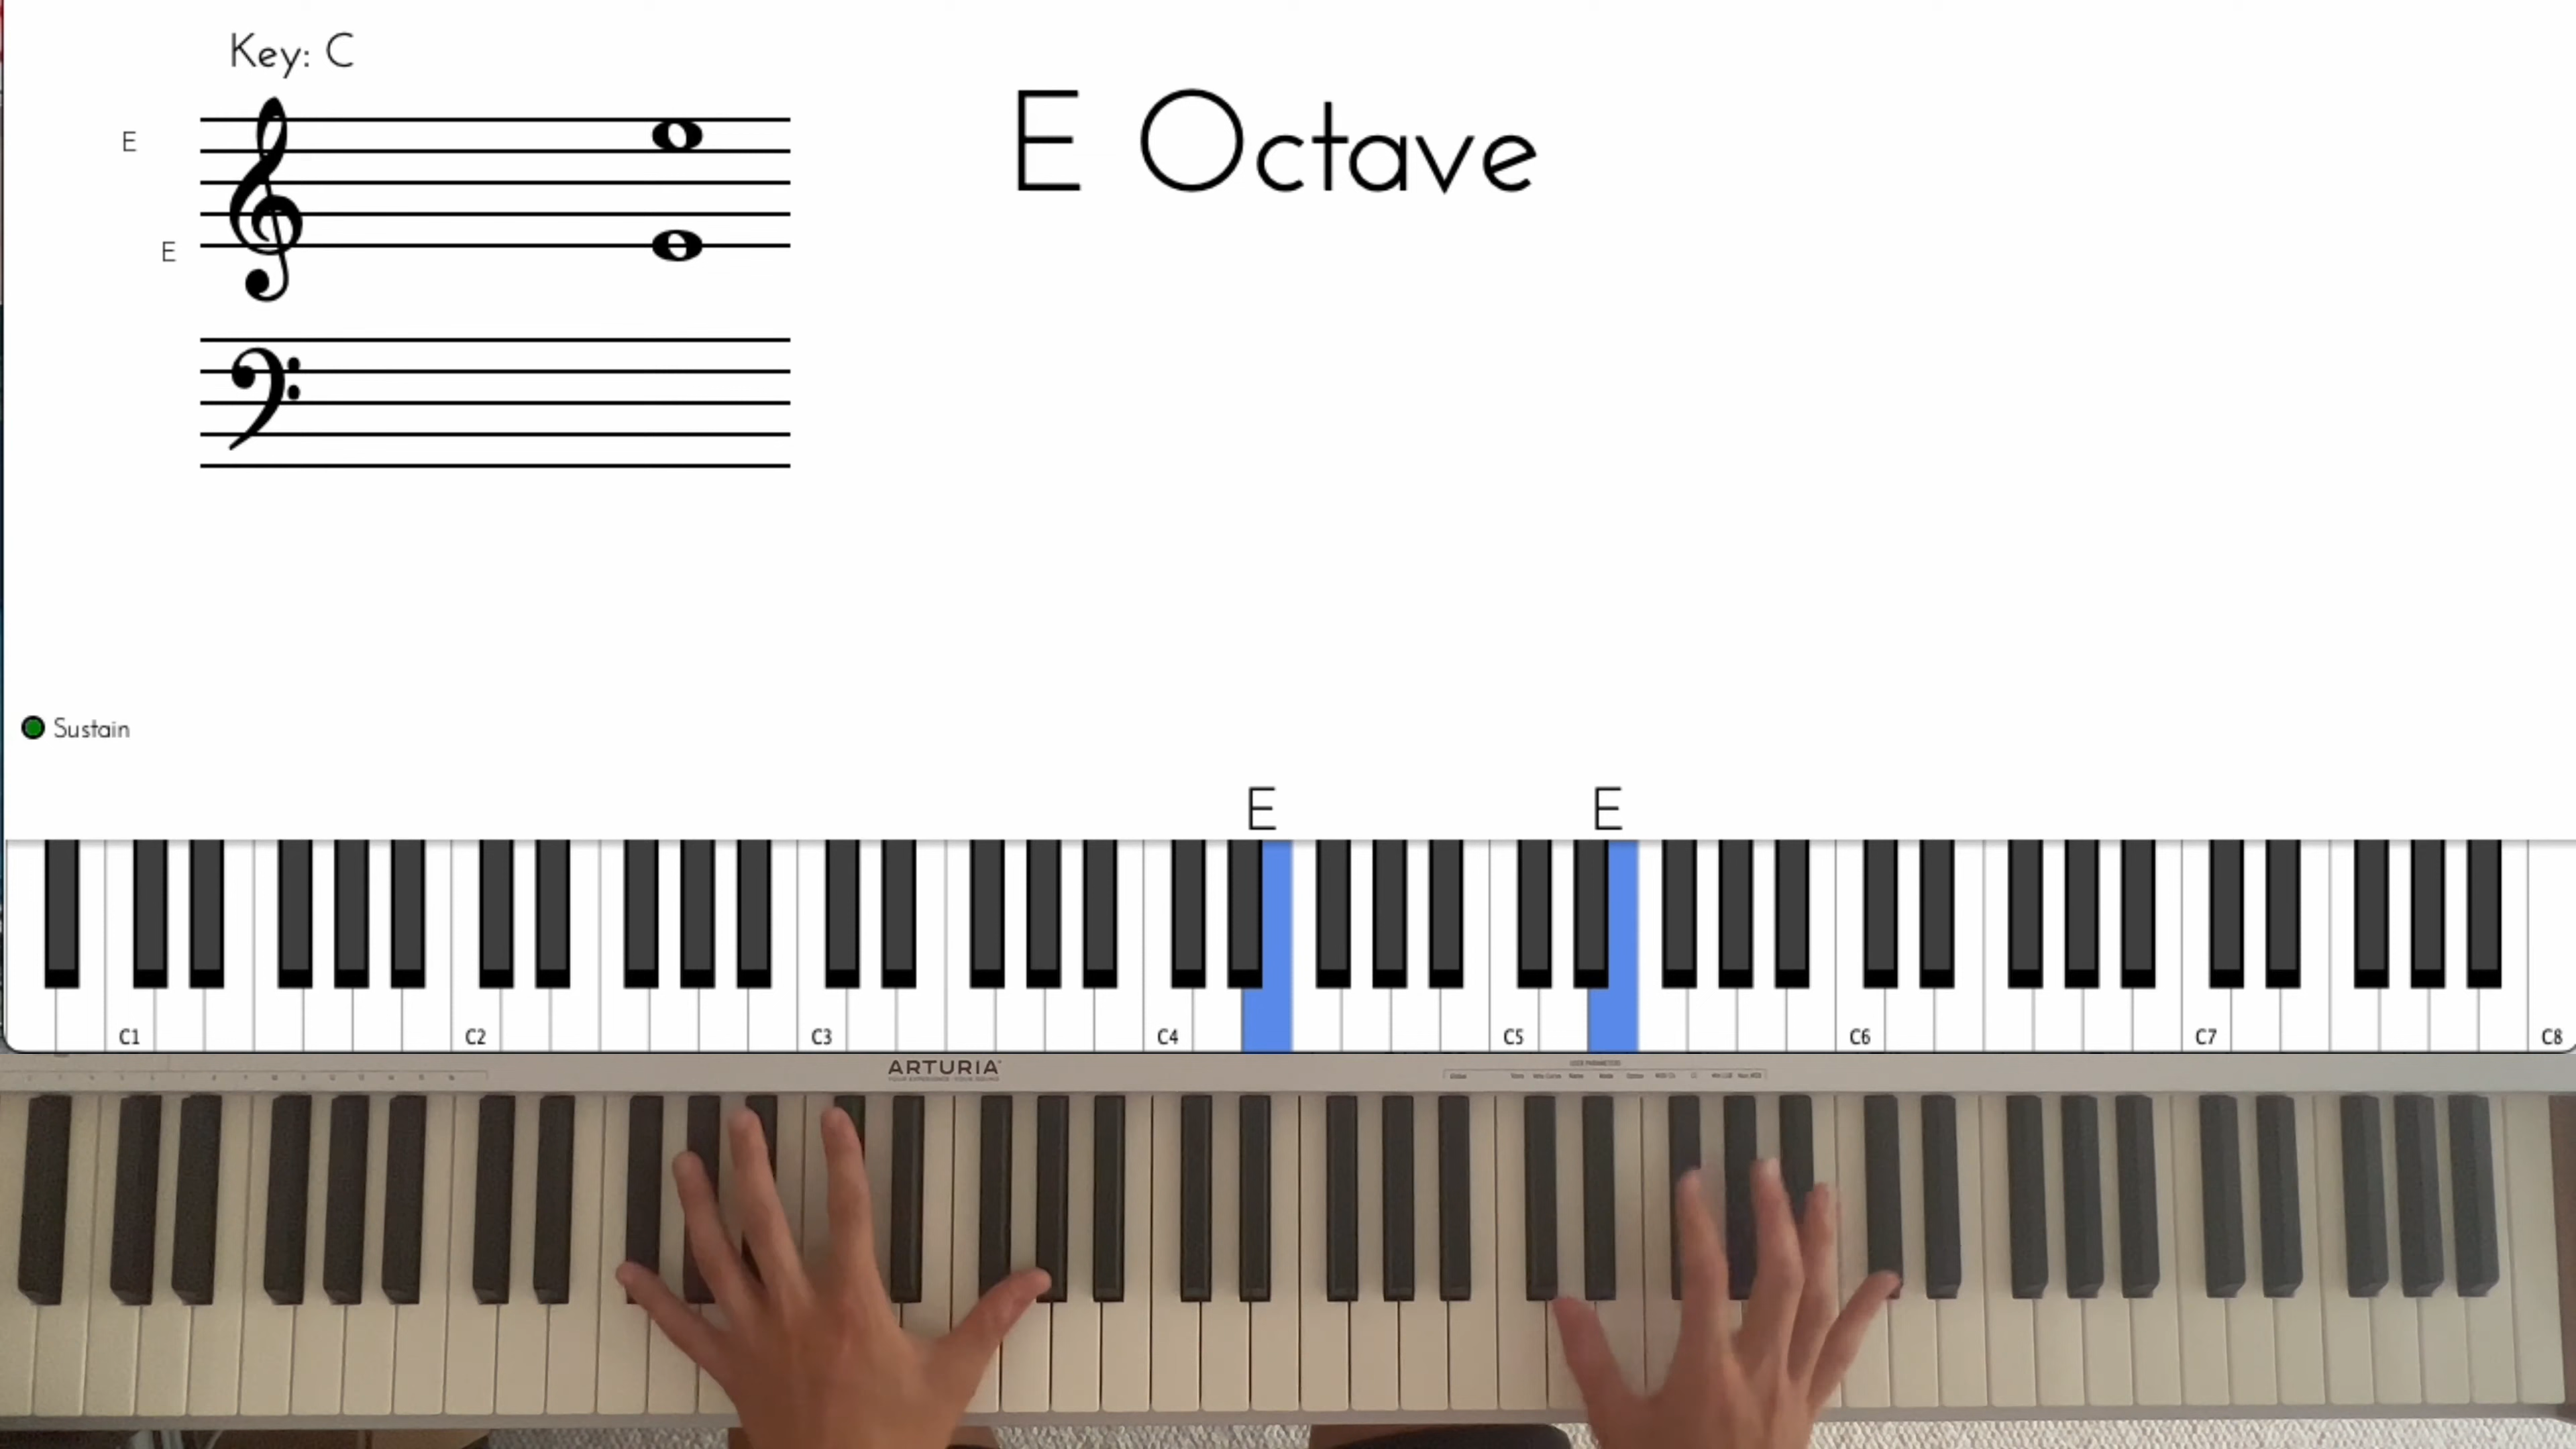 Key: C
E Octave
E
E
Sustain
E E
C1 C2 C3 C4 C5 C6 C7 C8
ARTURIA